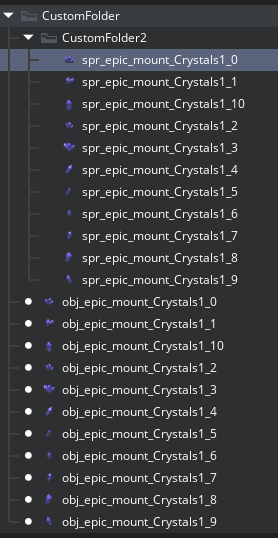 CustomFolder
CustomFolder2
spr_epic_mount_Crystals1_0
spr_epic_mount_Crystals1_1
spr_epic_mount_Crystals1_10
spr_epic_mount_Crystals1_2
spr_epic_mount_Crystals1_3
spr_epic_mount_Crystals1_4
spr_epic_mount_Crystals1_5
spr_epic_mount_Crystals1_6
spr_epic_mount_Crystals1_7
spr_epic_mount_Crystals1_8
spr_epic_mount_Crystals1_9
obj_epic_mount_Crystals1_0
obj_epic_mount_Crystals1_1
obj_epic_mount_Crystals1_10
obj_epic_mount_Crystals1_2
obj_epic_mount_Crystals1_3
obj_epic_mount_Crystals1_4
obj_epic_mount_Crystals1_5
obj_epic_mount_Crystals1_6
obj_epic_mount_Crystals1_7
obj_epic_mount_Crystals1_8
obj_epic_mount_Crystals1_9